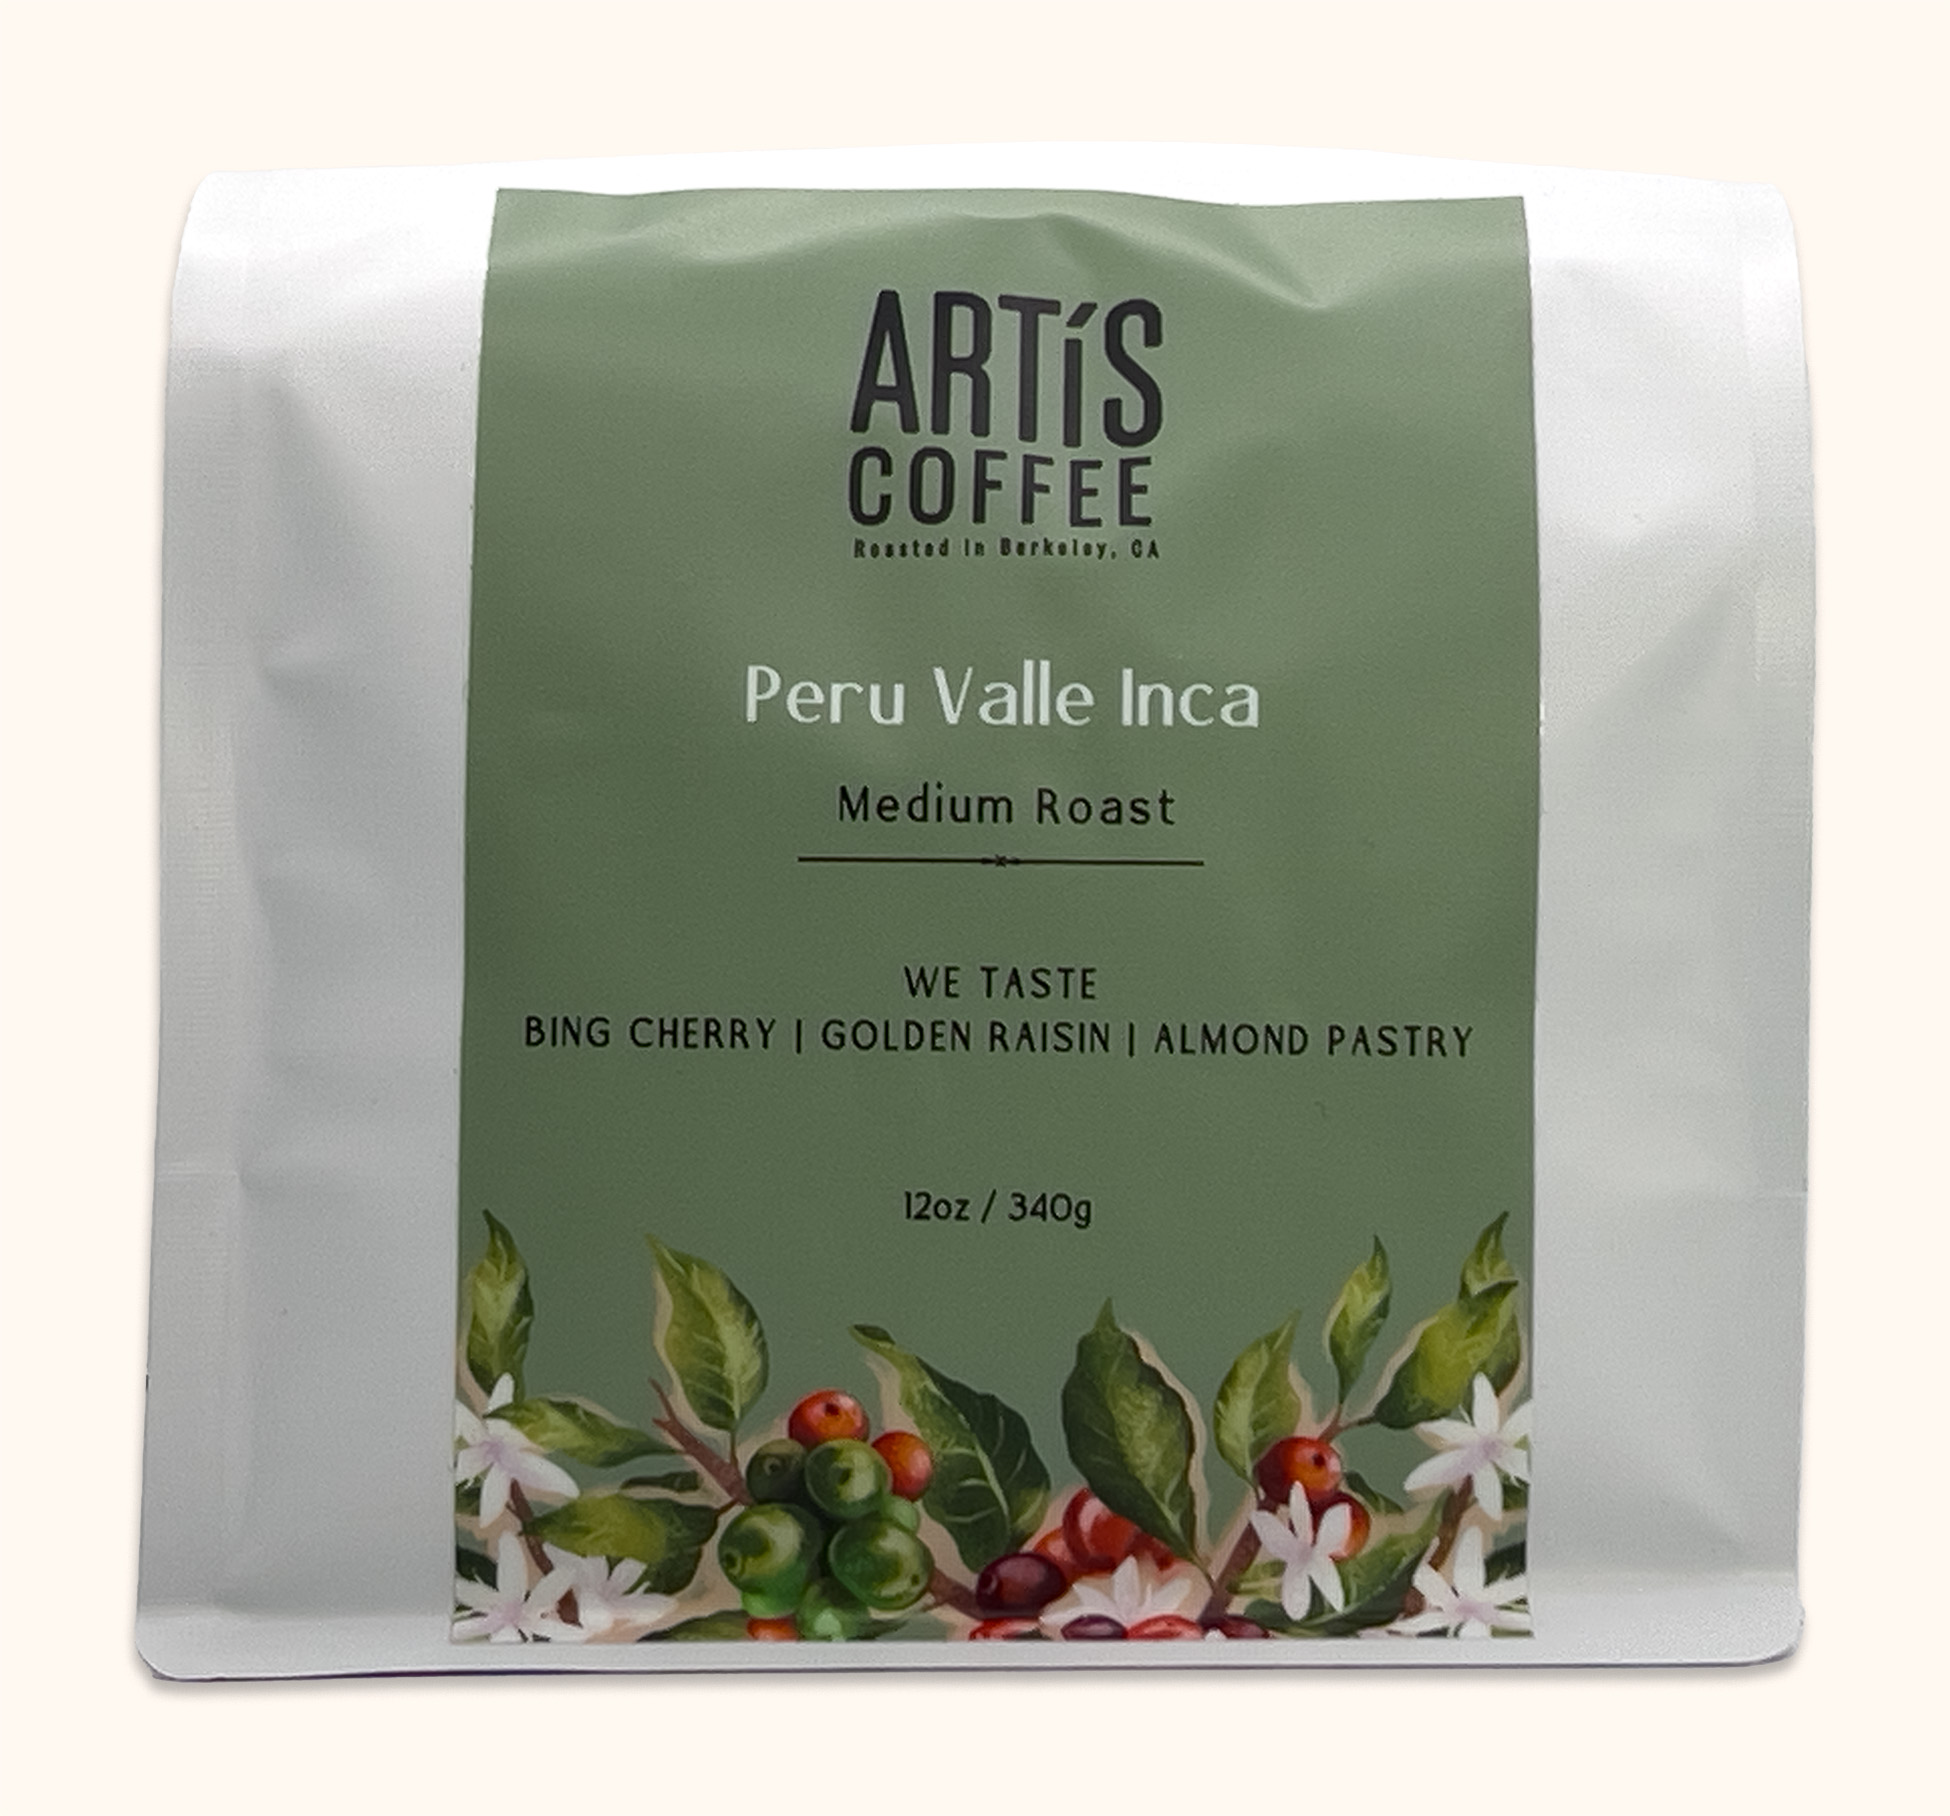 ARTíS
COFFEE
Roasted in Berkeley, CA
Peru Valle Inca
Medium Roast
WE TASTE
BING CHERRY | GOLDEN RAISIN | ALMOND PASTRY
12oz / 340g